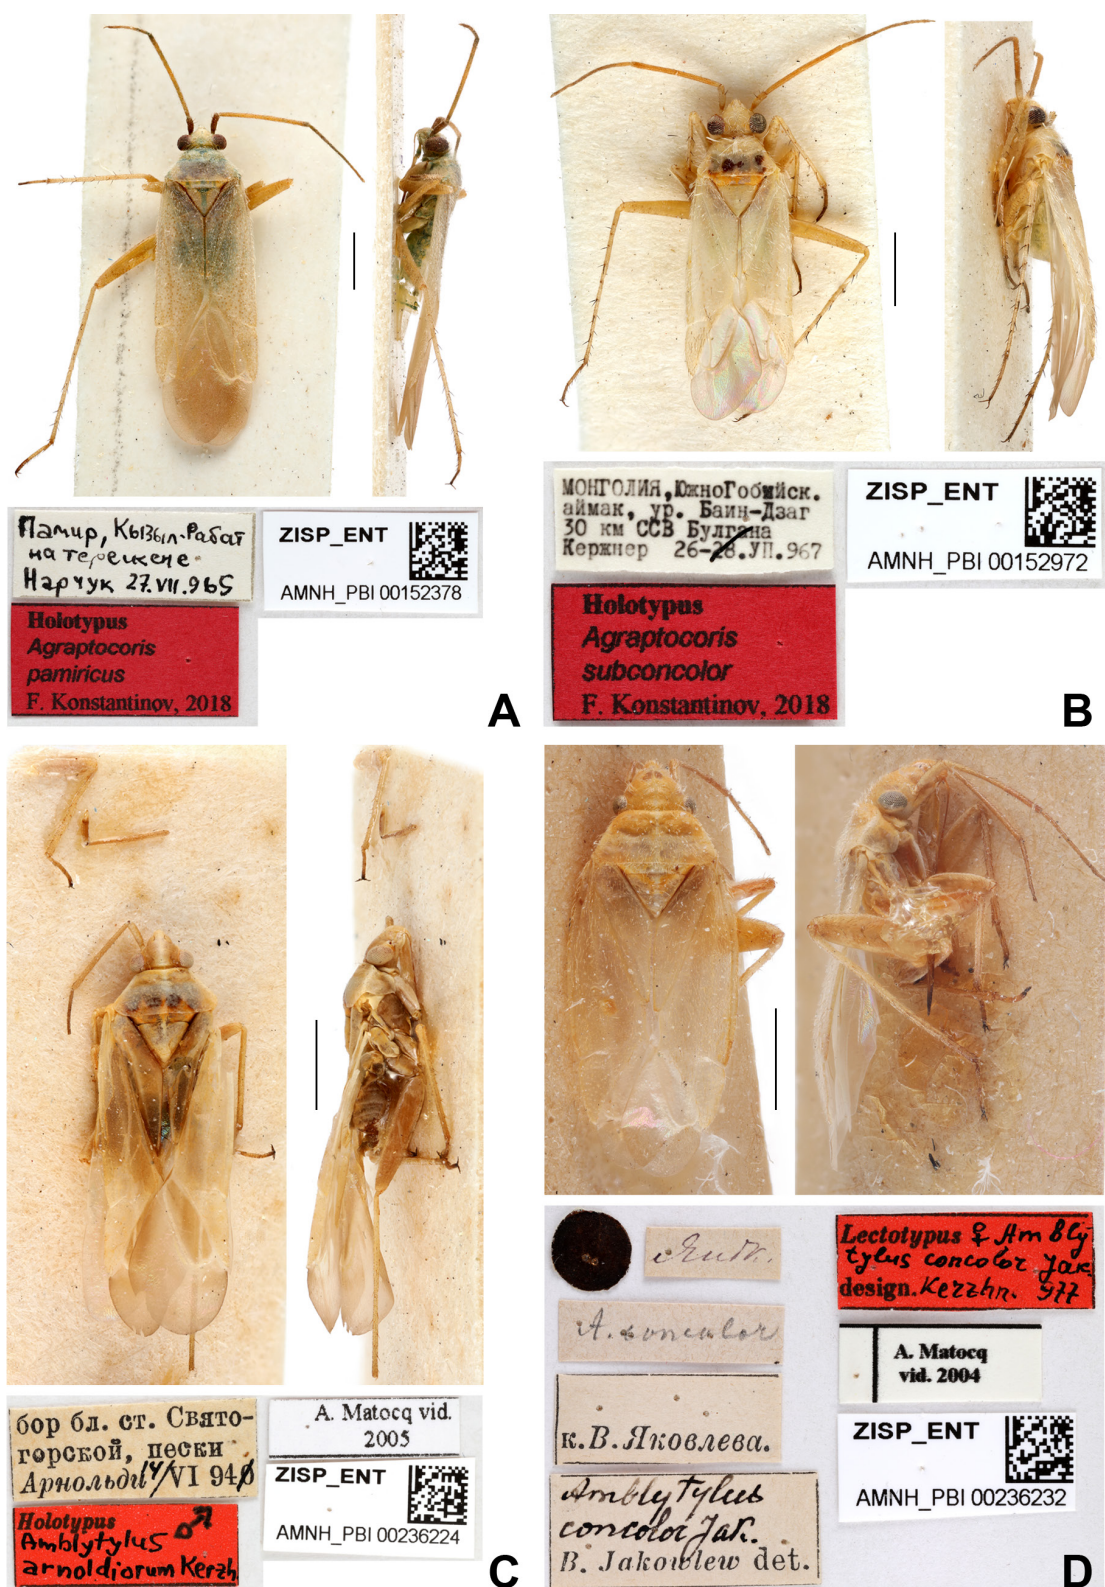 Памир, Кызыл-Рабат
на терескене
Нарчук 27.VII.965
ZISP_ENT
AMNH_PBI 00152378
Holotypus
Agraptocoris
pamiricus
F. Konstantinov, 2018
A
МОНГОЛИЯ, ЮжноГобийск.
аймак, ур. Баин-Дзаг
30 км ССВ Булгана
Кержнер 26-28.УП.967
ZISP_ENT
AMNH_PBI 00152972
Holotypus
Agraptocoris
subconcolor
F. Konstantinov, 2018
B
бор бл. ст. Свято-
горской, пески
Арнольди 14/VI 940
A. Matocq vid.
2005
Holotypus ♂
Amblytylus
arnoldiorum Kerzh.
ZISP_ENT
AMNH_PBI 00236224
C
A. concolor
к. В. Яковлева.
Amblytylus
concolor Jak.
B. Jakowlew det.
Lectotypus ♀ Ambly
tylus concolor Jak.
design. Kerzhn. 977
A. Matocq
vid. 2004
ZISP_ENT
AMNH_PBI 00236232
D